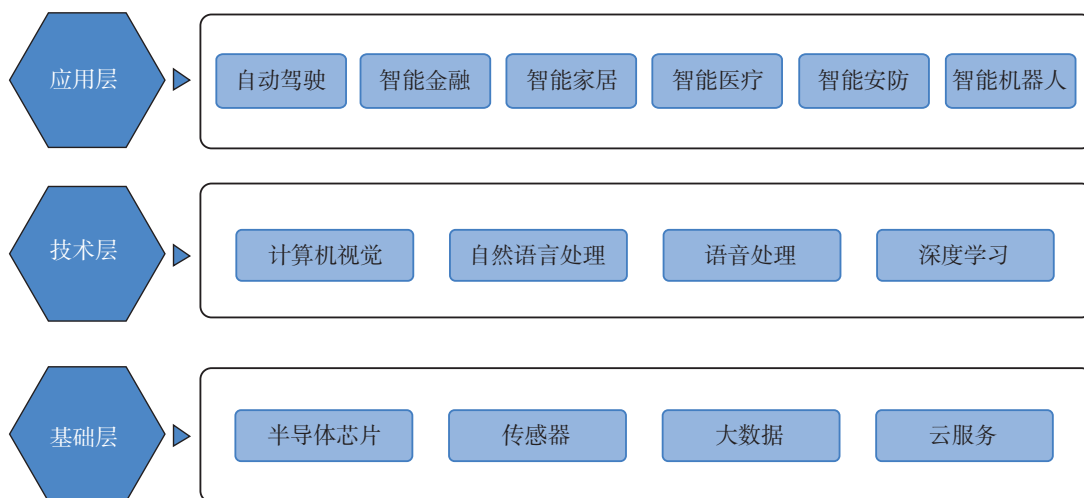 应用层
自动驾驶
智能金融
智能家居
智能医疗
智能安防
智能机器人
技术层
计算机视觉
自然语言处理
语音处理
深度学习
基础层
半导体芯片
传感器
大数据
云服务